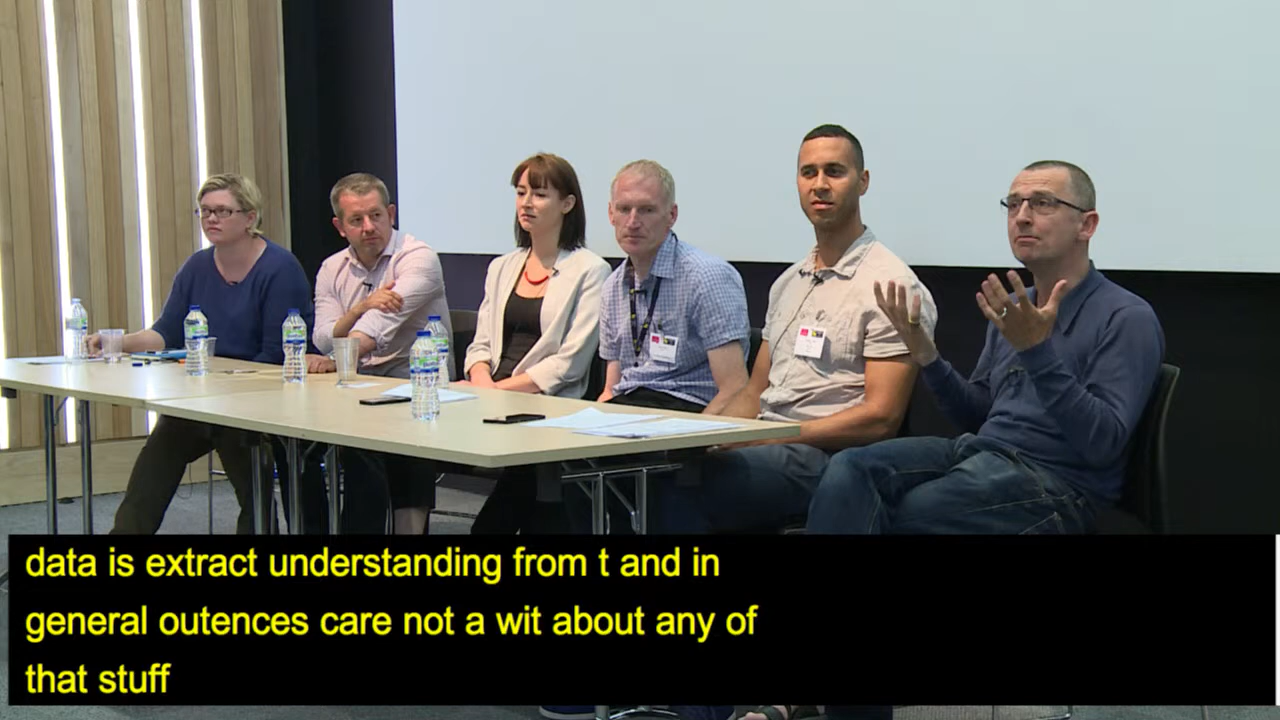 data is extract understanding from t and in
general outences care not a wit about any of
that stuff